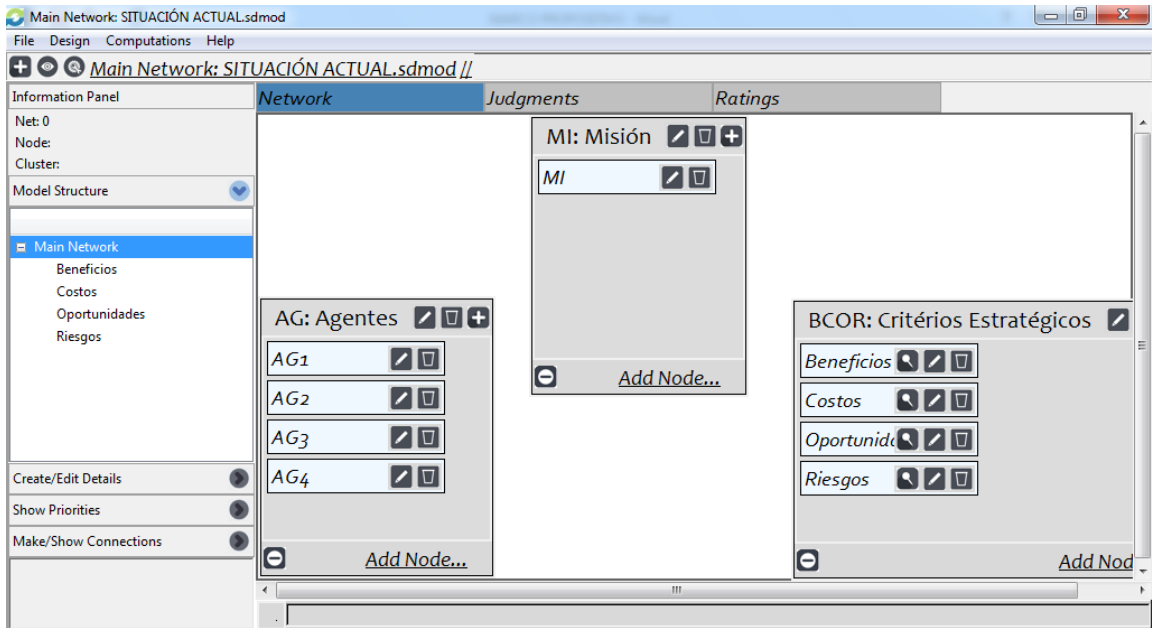 Main Network: SITUACIÓN ACTUAL.sdmod
File Design Computations Help
Main Network: SITUACIÓN ACTUAL.sdmod //
Information Panel
Network Judgments Ratings
Net: 0
Node:
Cluster:
Model Structure
Main Network
Beneficios
Costos
Oportunidades
Riesgos
Create/Edit Details
Show Priorities
Make/Show Connections
MI: Misión
MI
Add Node...
AG: Agentes
AG1
AG2
AG3
AG4
Add Node...
BCOR: Critérios Estratégicos
Beneficios
Costos
Oportunid
Riesgos
Add Nod
.